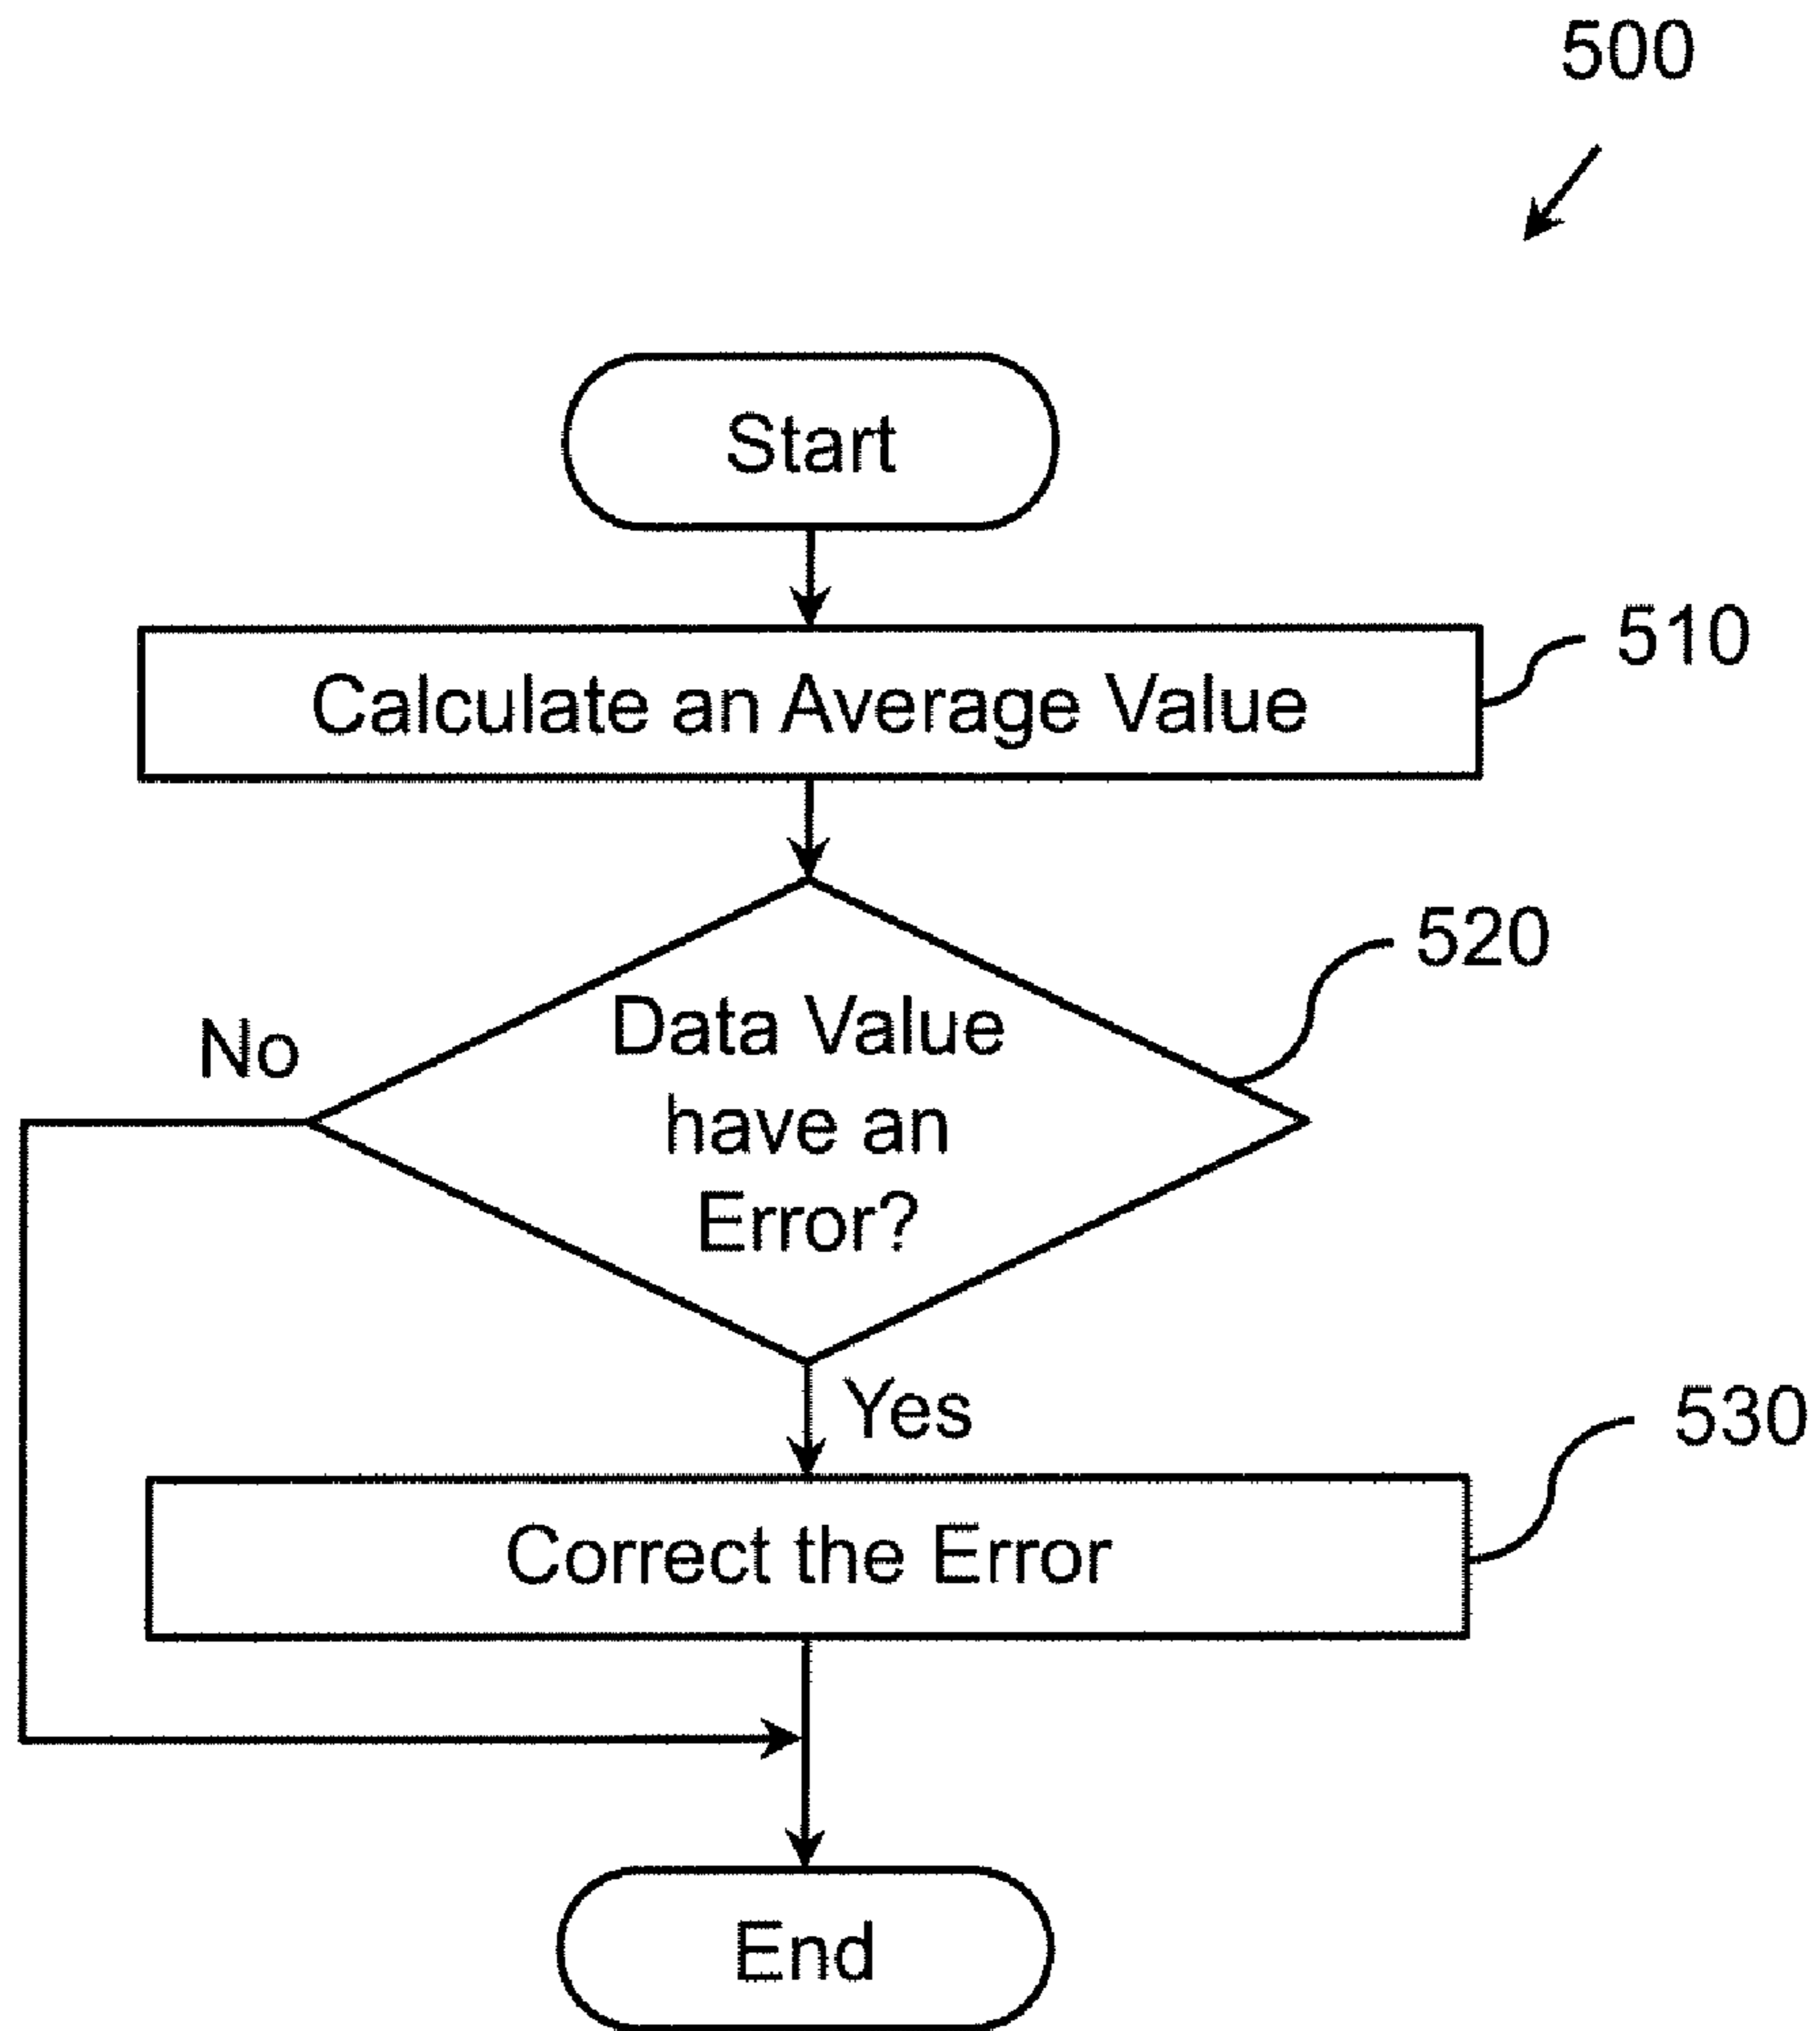 500
Start
Calculate an Average Value
510
520
Data Value
have an
Error?
No
Yes
530
Correct the Error
End